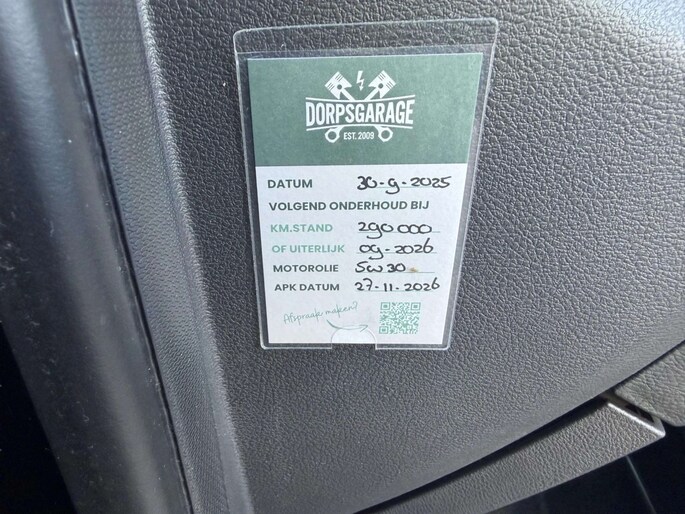 DORPSGARAGE
EST. 2009
DATUM 30-9-2025
VOLGEND ONDERHOUD BIJ
KM.STAND 290 000
OF UITERLIJK 09-2026
MOTOROLIE 5W30
APK DATUM 27-11-2026
Afspraak maken?